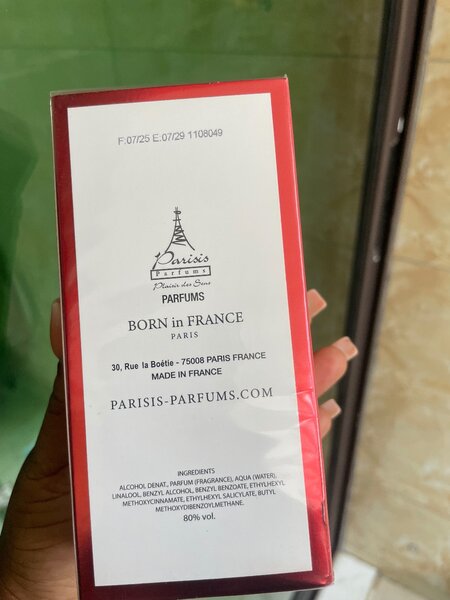 F:07/25 E:07/29 1108049
Parisis
Parfums
Plaisir des Sens
PARFUMS
BORN in FRANCE
PARIS
30, Rue la Boétie - 75008 PARIS FRANCE
MADE IN FRANCE
PARISIS-PARFUMS.COM
INGREDIENTS
ALCOHOL DENAT., PARFUM (FRAGRANCE), AQUA (WATER),
LINALOOL, BENZYL ALCOHOL, BENZYL BENZOATE, ETHYLHEXYL
METHOXYCINNAMATE, ETHYLHEXYL SALICYLATE, BUTYL
METHOXYDIBENZOYLMETHANE.
80% vol.